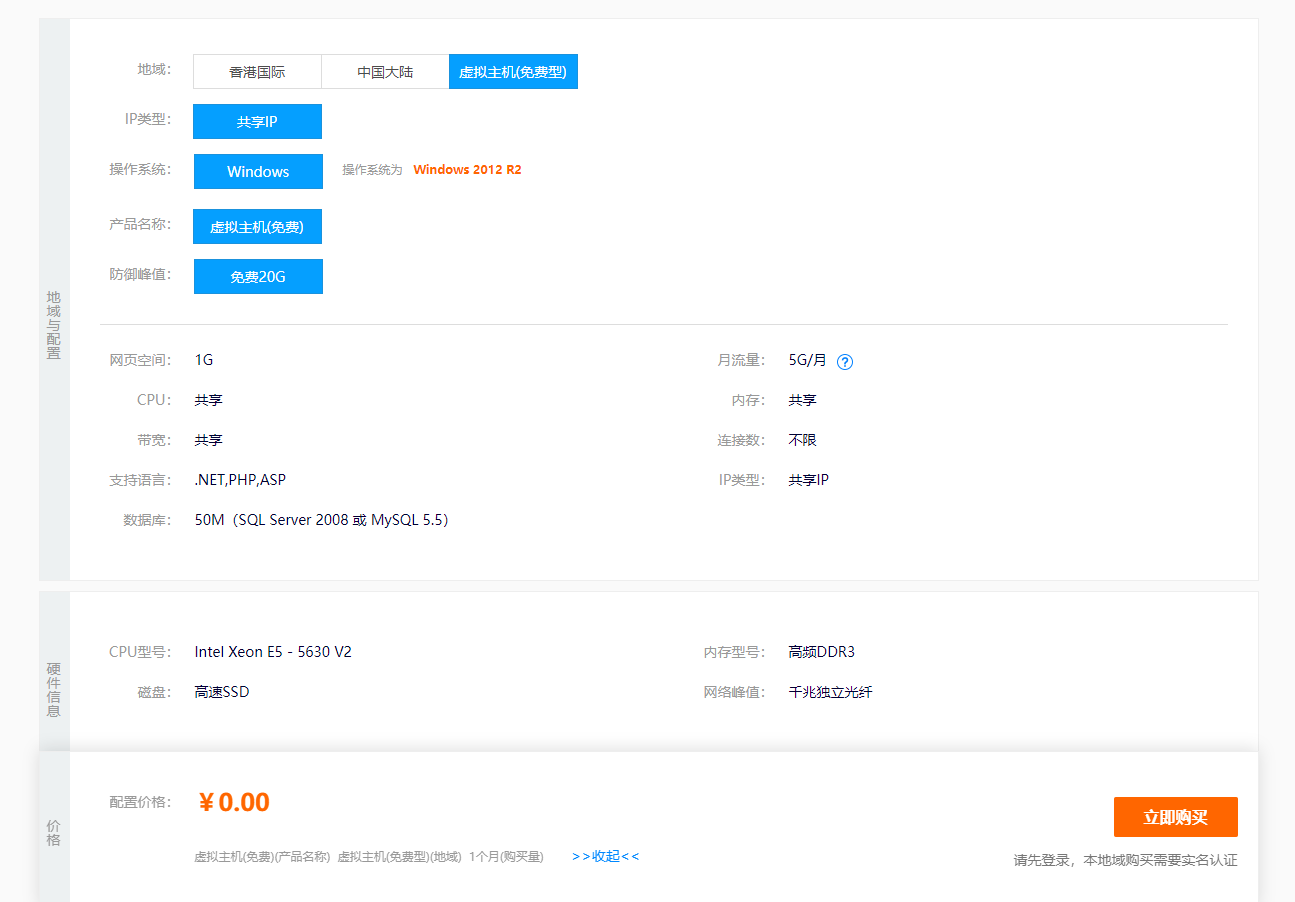 地域与配置
地域： 香港国际 中国大陆 虚拟主机(免费型)
IP类型： 共享IP
操作系统： Windows 操作系统为 Windows 2012 R2
产品名称： 虚拟主机(免费)
防御峰值： 免费20G
网页空间： 1G 月流量： 5G/月 ?
CPU： 共享 内存： 共享
带宽： 共享 连接数： 不限
支持语言： .NET,PHP,ASP IP类型： 共享IP
数据库： 50M（SQL Server 2008 或 MySQL 5.5）
硬件信息
CPU型号： Intel Xeon E5 - 5630 V2 内存型号： 高频DDR3
磁盘： 高速SSD 网络峰值： 千兆独立光纤
价格
配置价格： ￥0.00
立即购买
虚拟主机(免费)(产品名称) 虚拟主机(免费型)(地域) 1个月(购买量) >>收起<<
请先登录，本地域购买需要实名认证